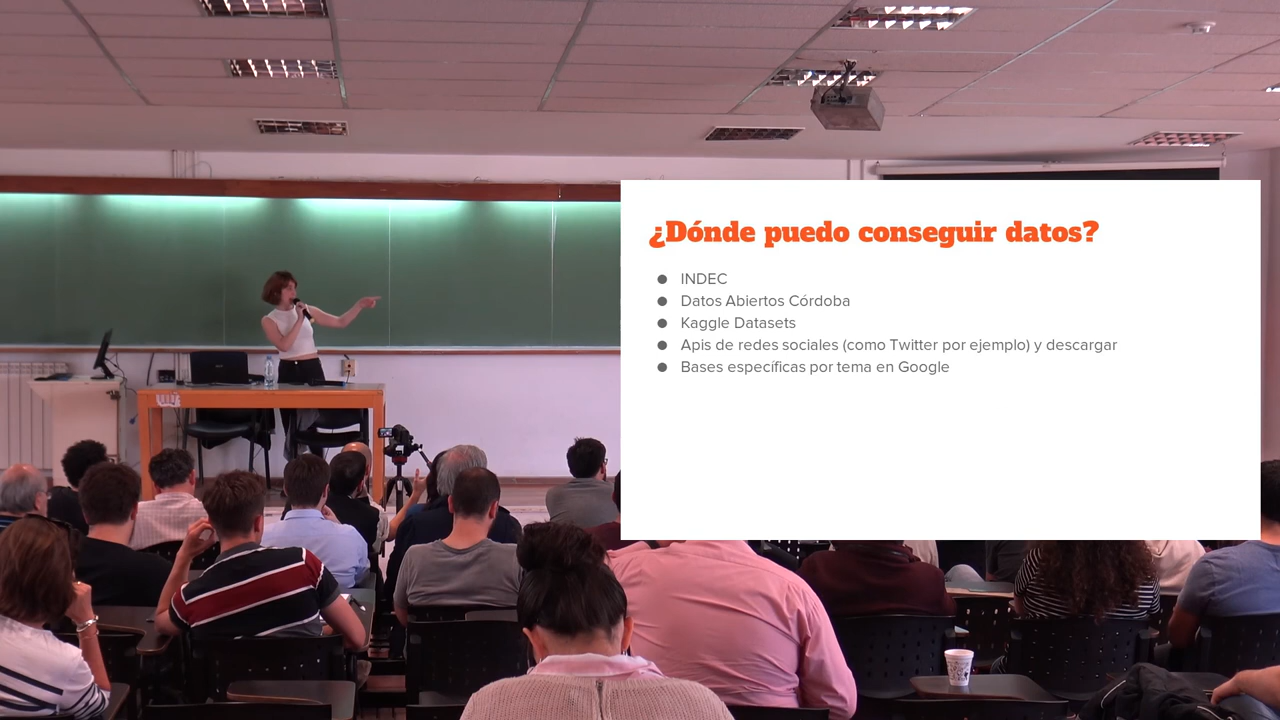 ¿Dónde puedo conseguir datos?
● INDEC
● Datos Abiertos Córdoba
● Kaggle Datasets
● Apis de redes sociales (como Twitter por ejemplo) y descargar
● Bases específicas por tema en Google